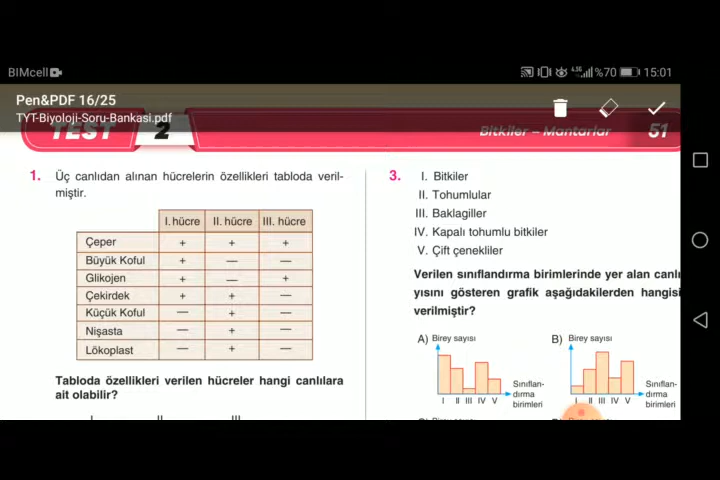 BIMcell
%70 15:01
Pen&PDF 16/25
TYT-Biyoloji-Soru-Bankasi.pdf
TEST 2
Bitkiler – Mantarlar 51
1. Üç canlıdan alınan hücrelerin özellikleri tabloda veril-
miştir.
I. hücre II. hücre III. hücre
Çeper + + +
Büyük Koful + — —
Glikojen + — +
Çekirdek + + —
Küçük Koful — + —
Nişasta — + —
Lökoplast — + —
Tabloda özellikleri verilen hücreler hangi canlılara
ait olabilir?
I II III
3. I. Bitkiler
II. Tohumlular
III. Baklagiller
IV. Kapalı tohumlu bitkiler
V. Çift çenekliler
Verilen sınıflandırma birimlerinde yer alan canlı
yısını gösteren grafik aşağıdakilerden hangisi
verilmiştir?
A) Birey sayısı
I II III IV V
Sınıflan-
dırma
birimleri
B) Birey sayısı
I II III IV V
Sınıflan-
dırma
birimleri